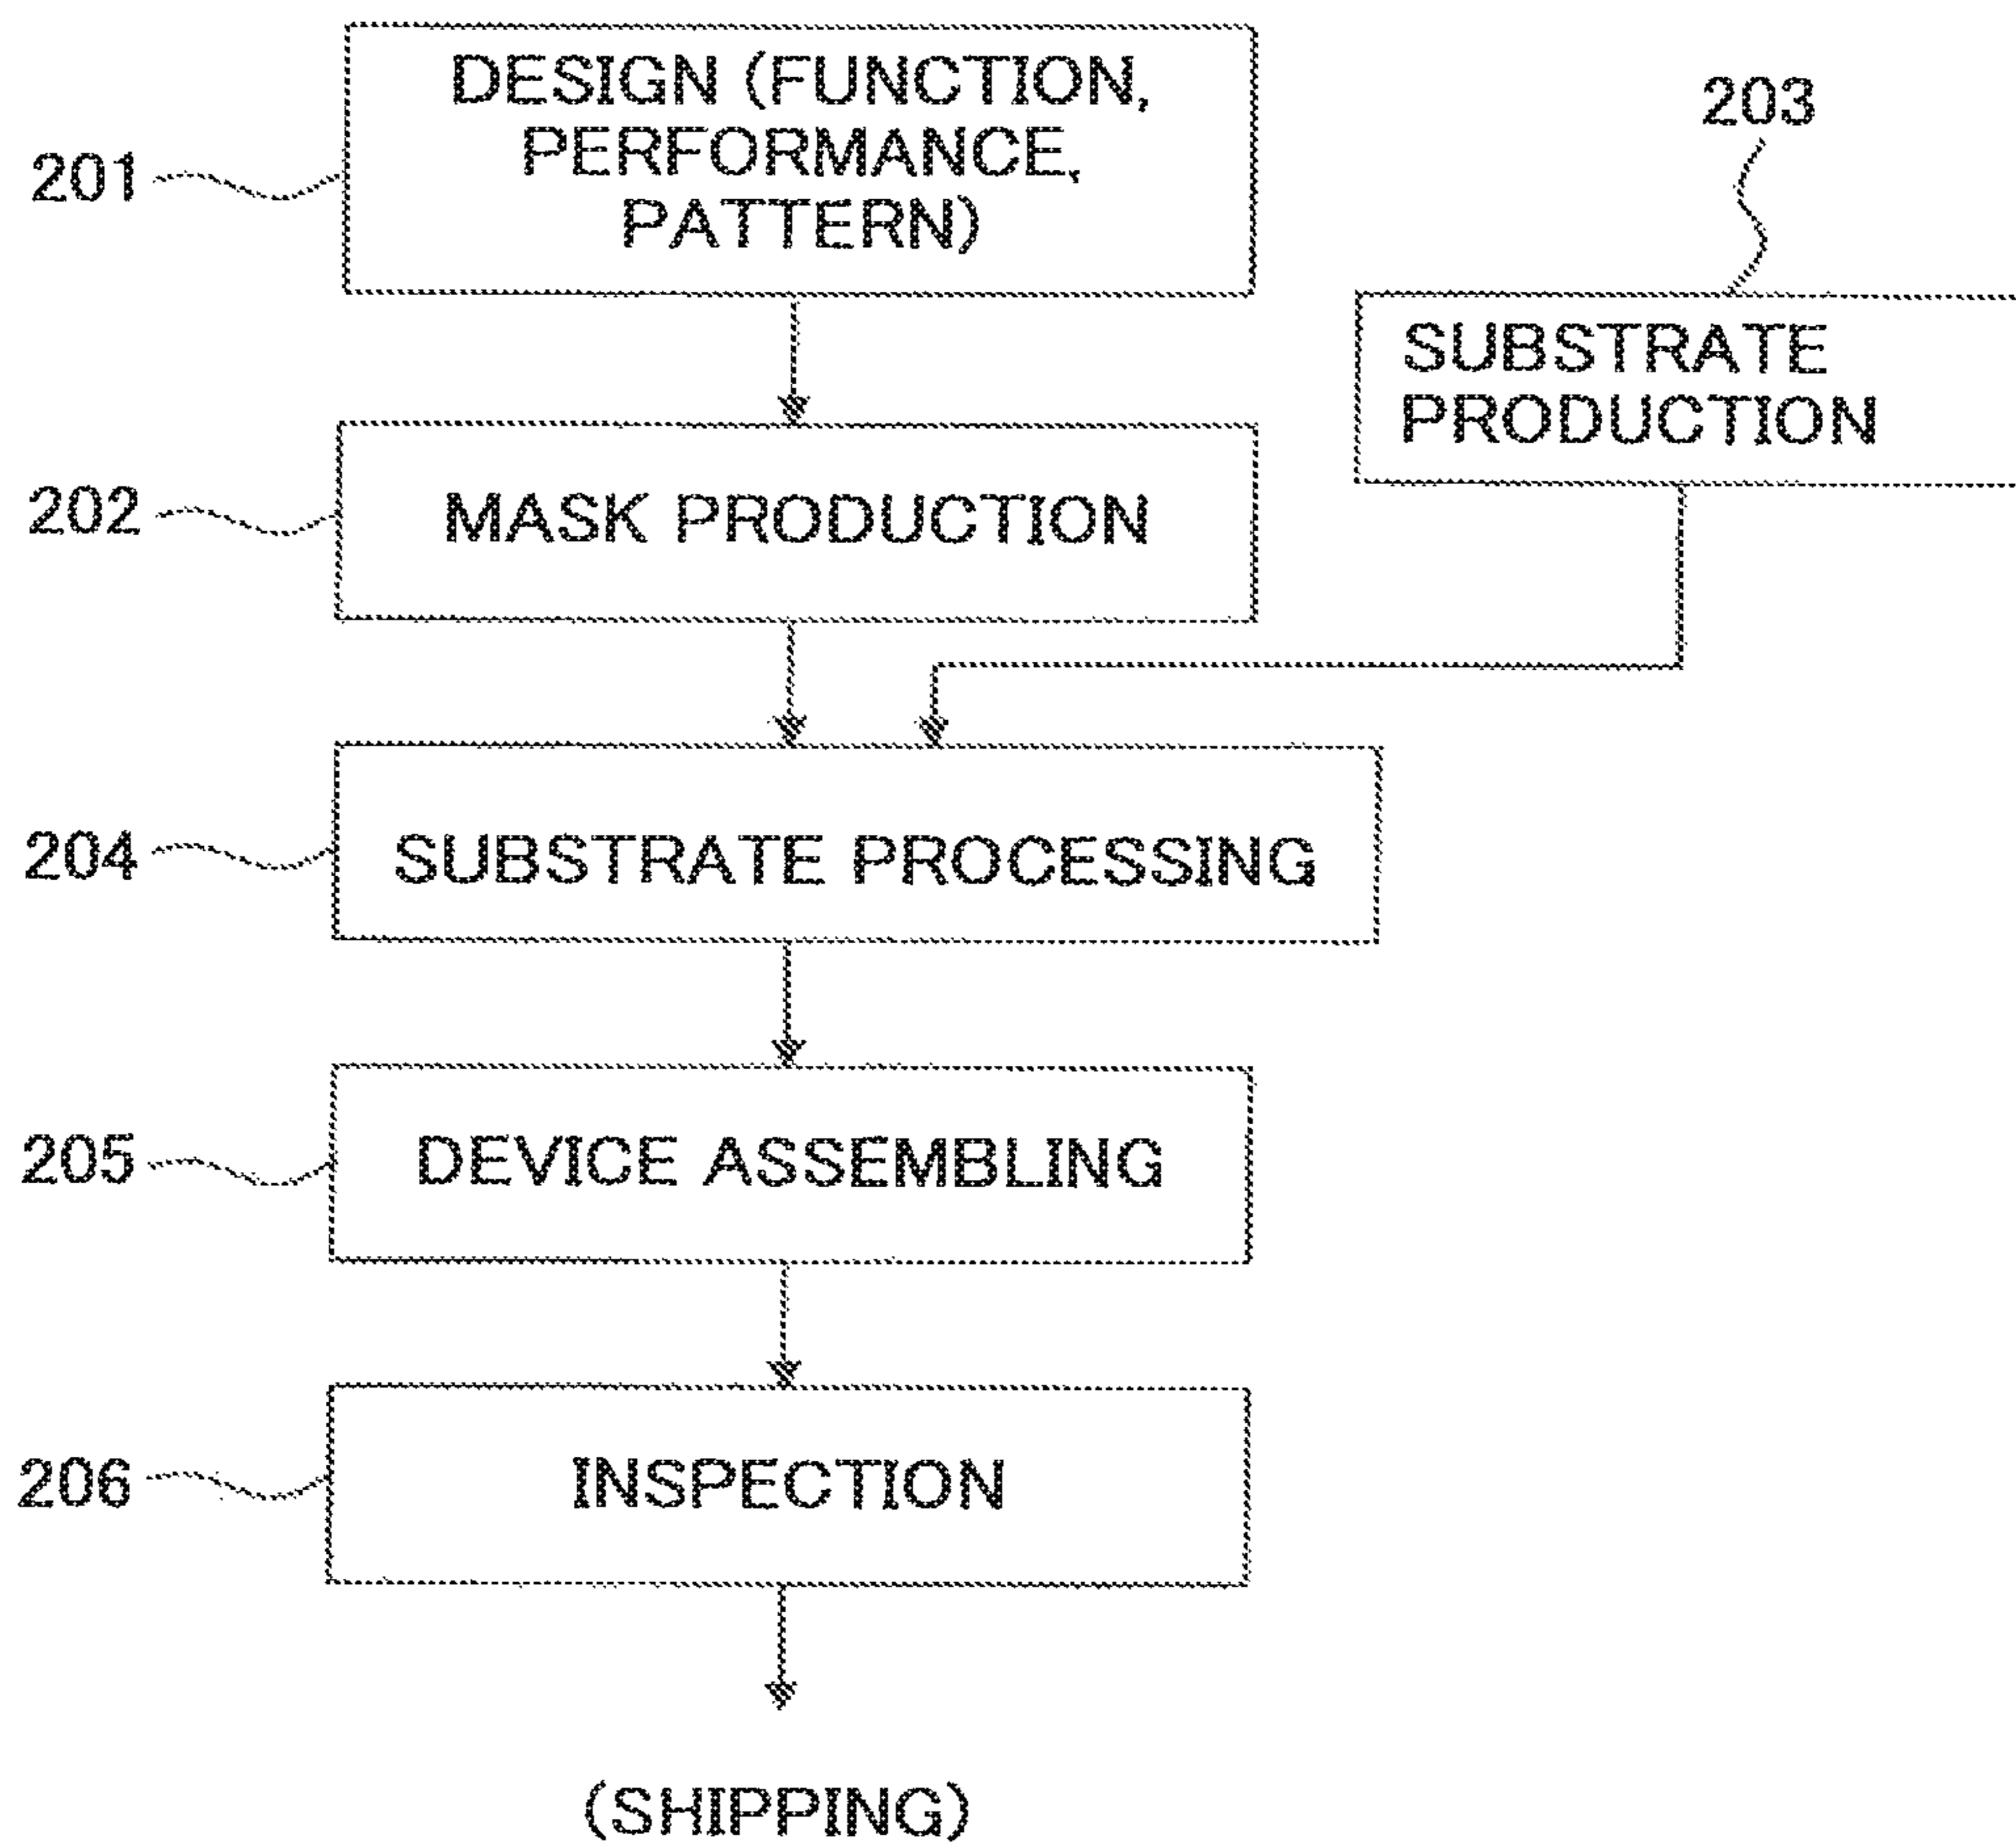 201
DESIGN (FUNCTION,
PERFORMANCE,
PATTERN)
203
SUBSTRATE
PRODUCTION
202
MASK PRODUCTION
204
SUBSTRATE PROCESSING
205
DEVICE ASSEMBLING
206
INSPECTION
(SHIPPING)